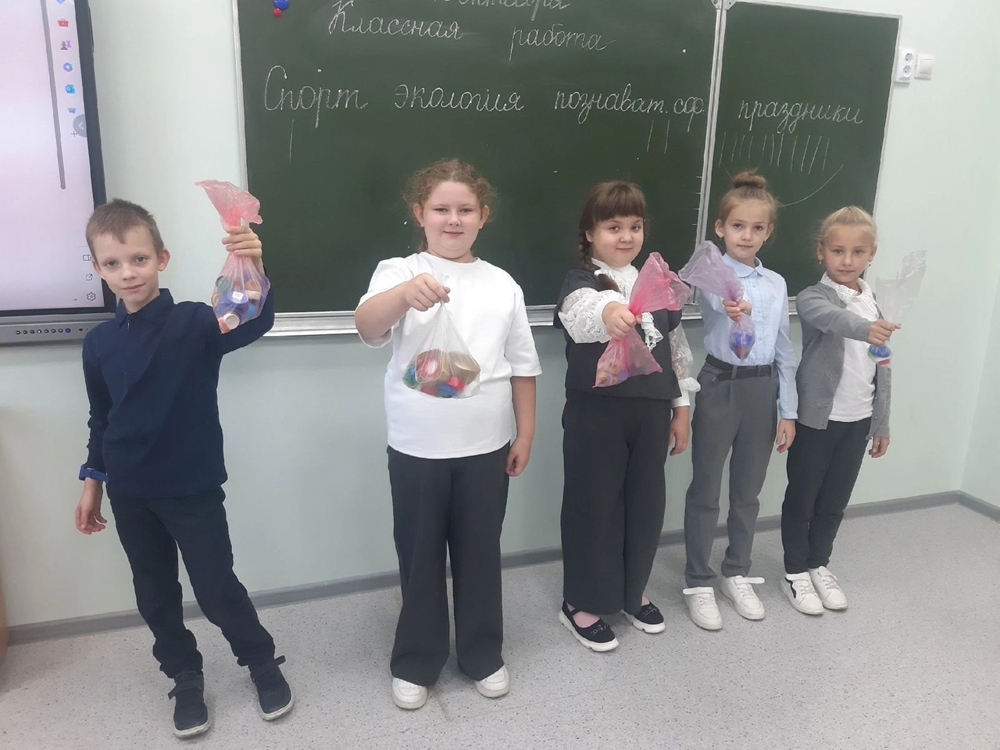 Классная работа
Спорт экология познават. сф. праздники